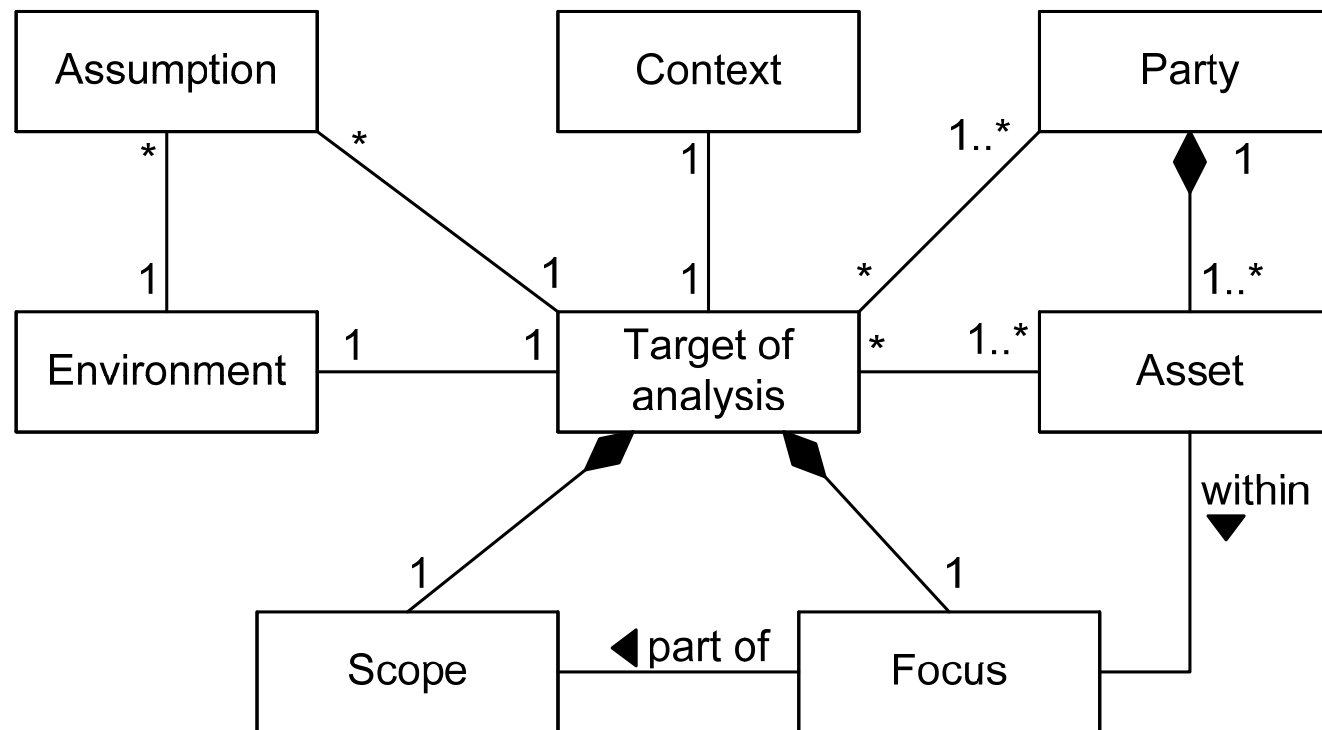 Assumption
Context
Party
*
*
1
1..*
1
1
1
1
*
1..*
Environment
1
1
Target of
analysis
*
1..*
Asset
within
1
1
Scope
part of
Focus